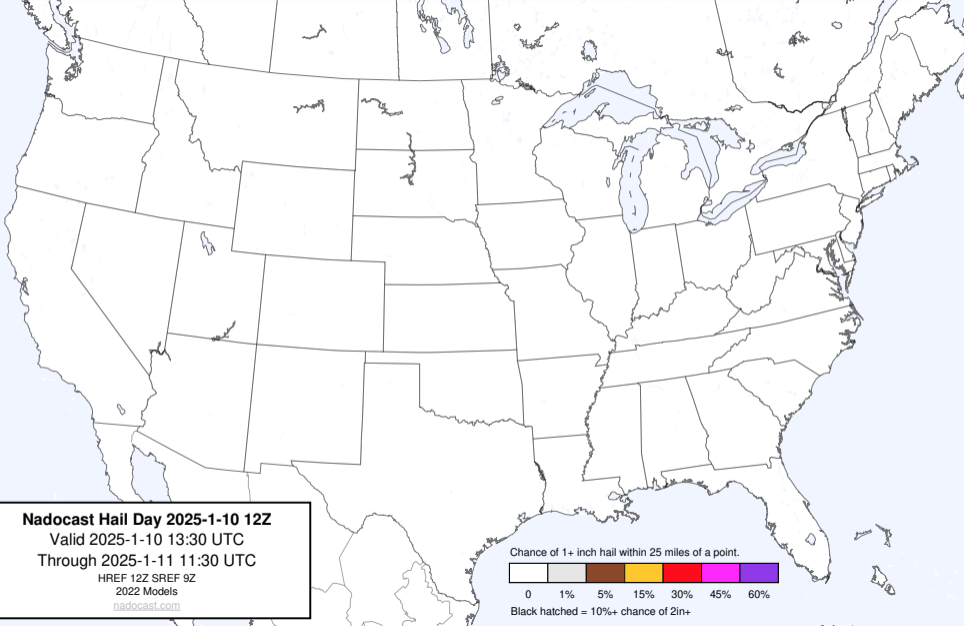 Nadocast Hail Day 2025-1-10 12Z
Valid 2025-1-10 13:30 UTC
Through 2025-1-11 11:30 UTC
HREF 12Z SREF 9Z
2022 Models
nadocast.com
Chance of 1+ inch hail within 25 miles of a point.
0 1% 5% 15% 30% 45% 60%
Black hatched = 10%+ chance of 2in+